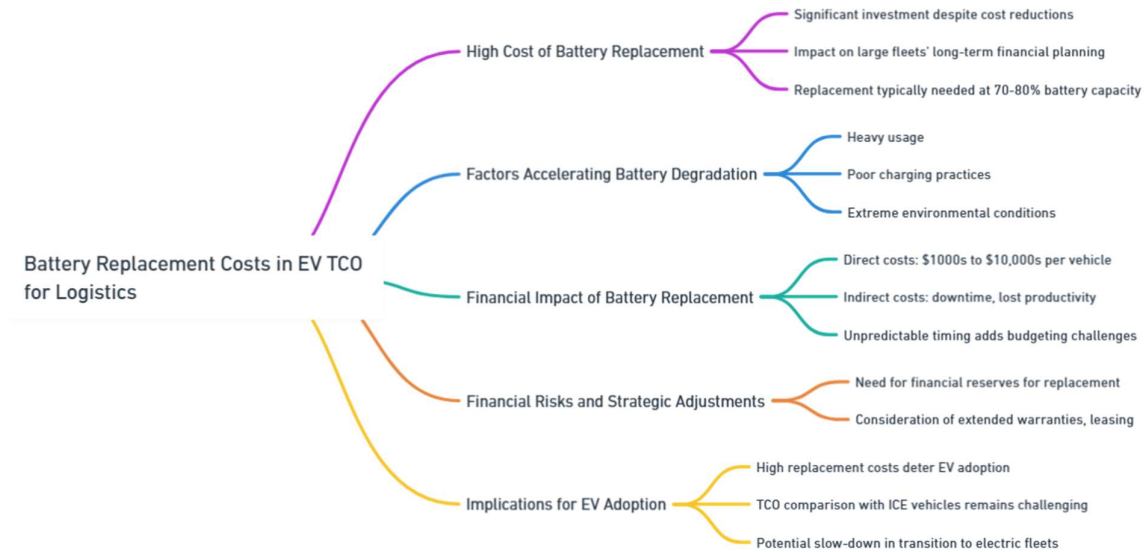 Battery Replacement Costs in EV TCO
for Logistics
High Cost of Battery Replacement
Significant investment despite cost reductions
Impact on large fleets' long-term financial planning
Replacement typically needed at 70-80% battery capacity
Factors Accelerating Battery Degradation
Heavy usage
Poor charging practices
Extreme environmental conditions
Financial Impact of Battery Replacement
Direct costs: $1000s to $10,000s per vehicle
Indirect costs: downtime, lost productivity
Unpredictable timing adds budgeting challenges
Financial Risks and Strategic Adjustments
Need for financial reserves for replacement
Consideration of extended warranties, leasing
Implications for EV Adoption
High replacement costs deter EV adoption
TCO comparison with ICE vehicles remains challenging
Potential slow-down in transition to electric fleets